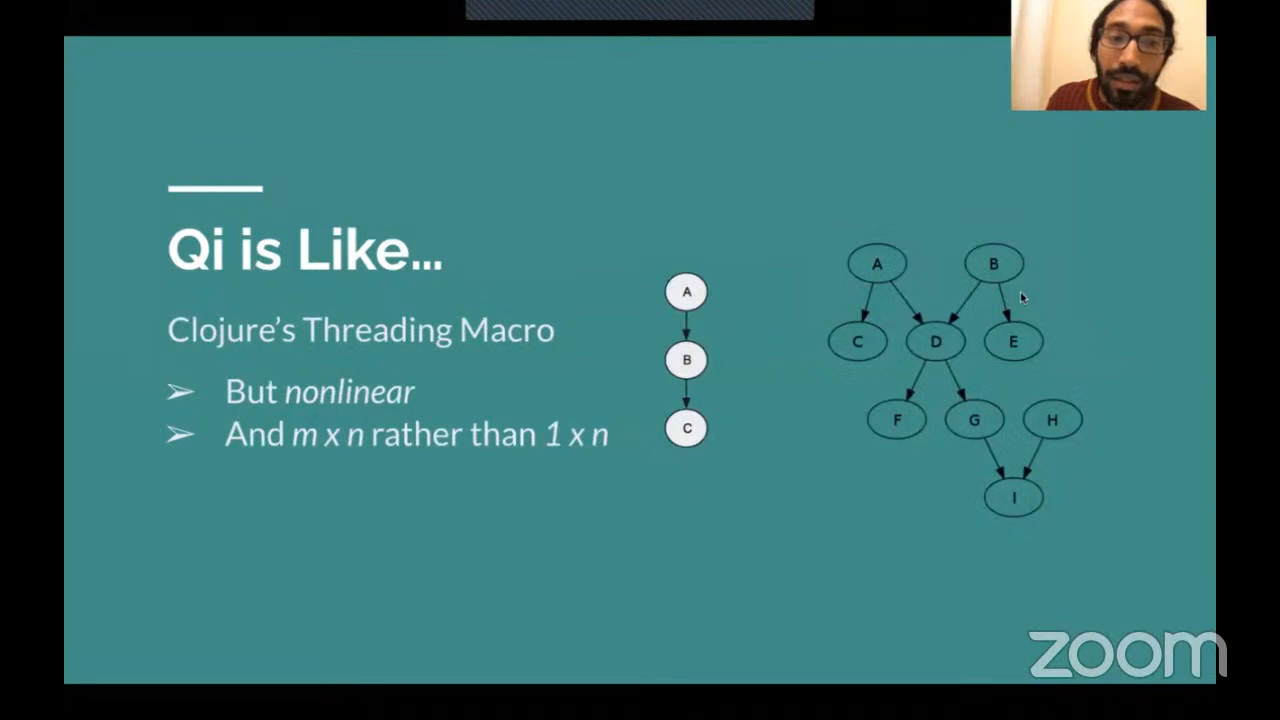 Qi is Like...
Clojure's Threading Macro
➢ But nonlinear
➢ And m x n rather than 1 x n
A
B
C
A B
C D E
F G H
I
zoom